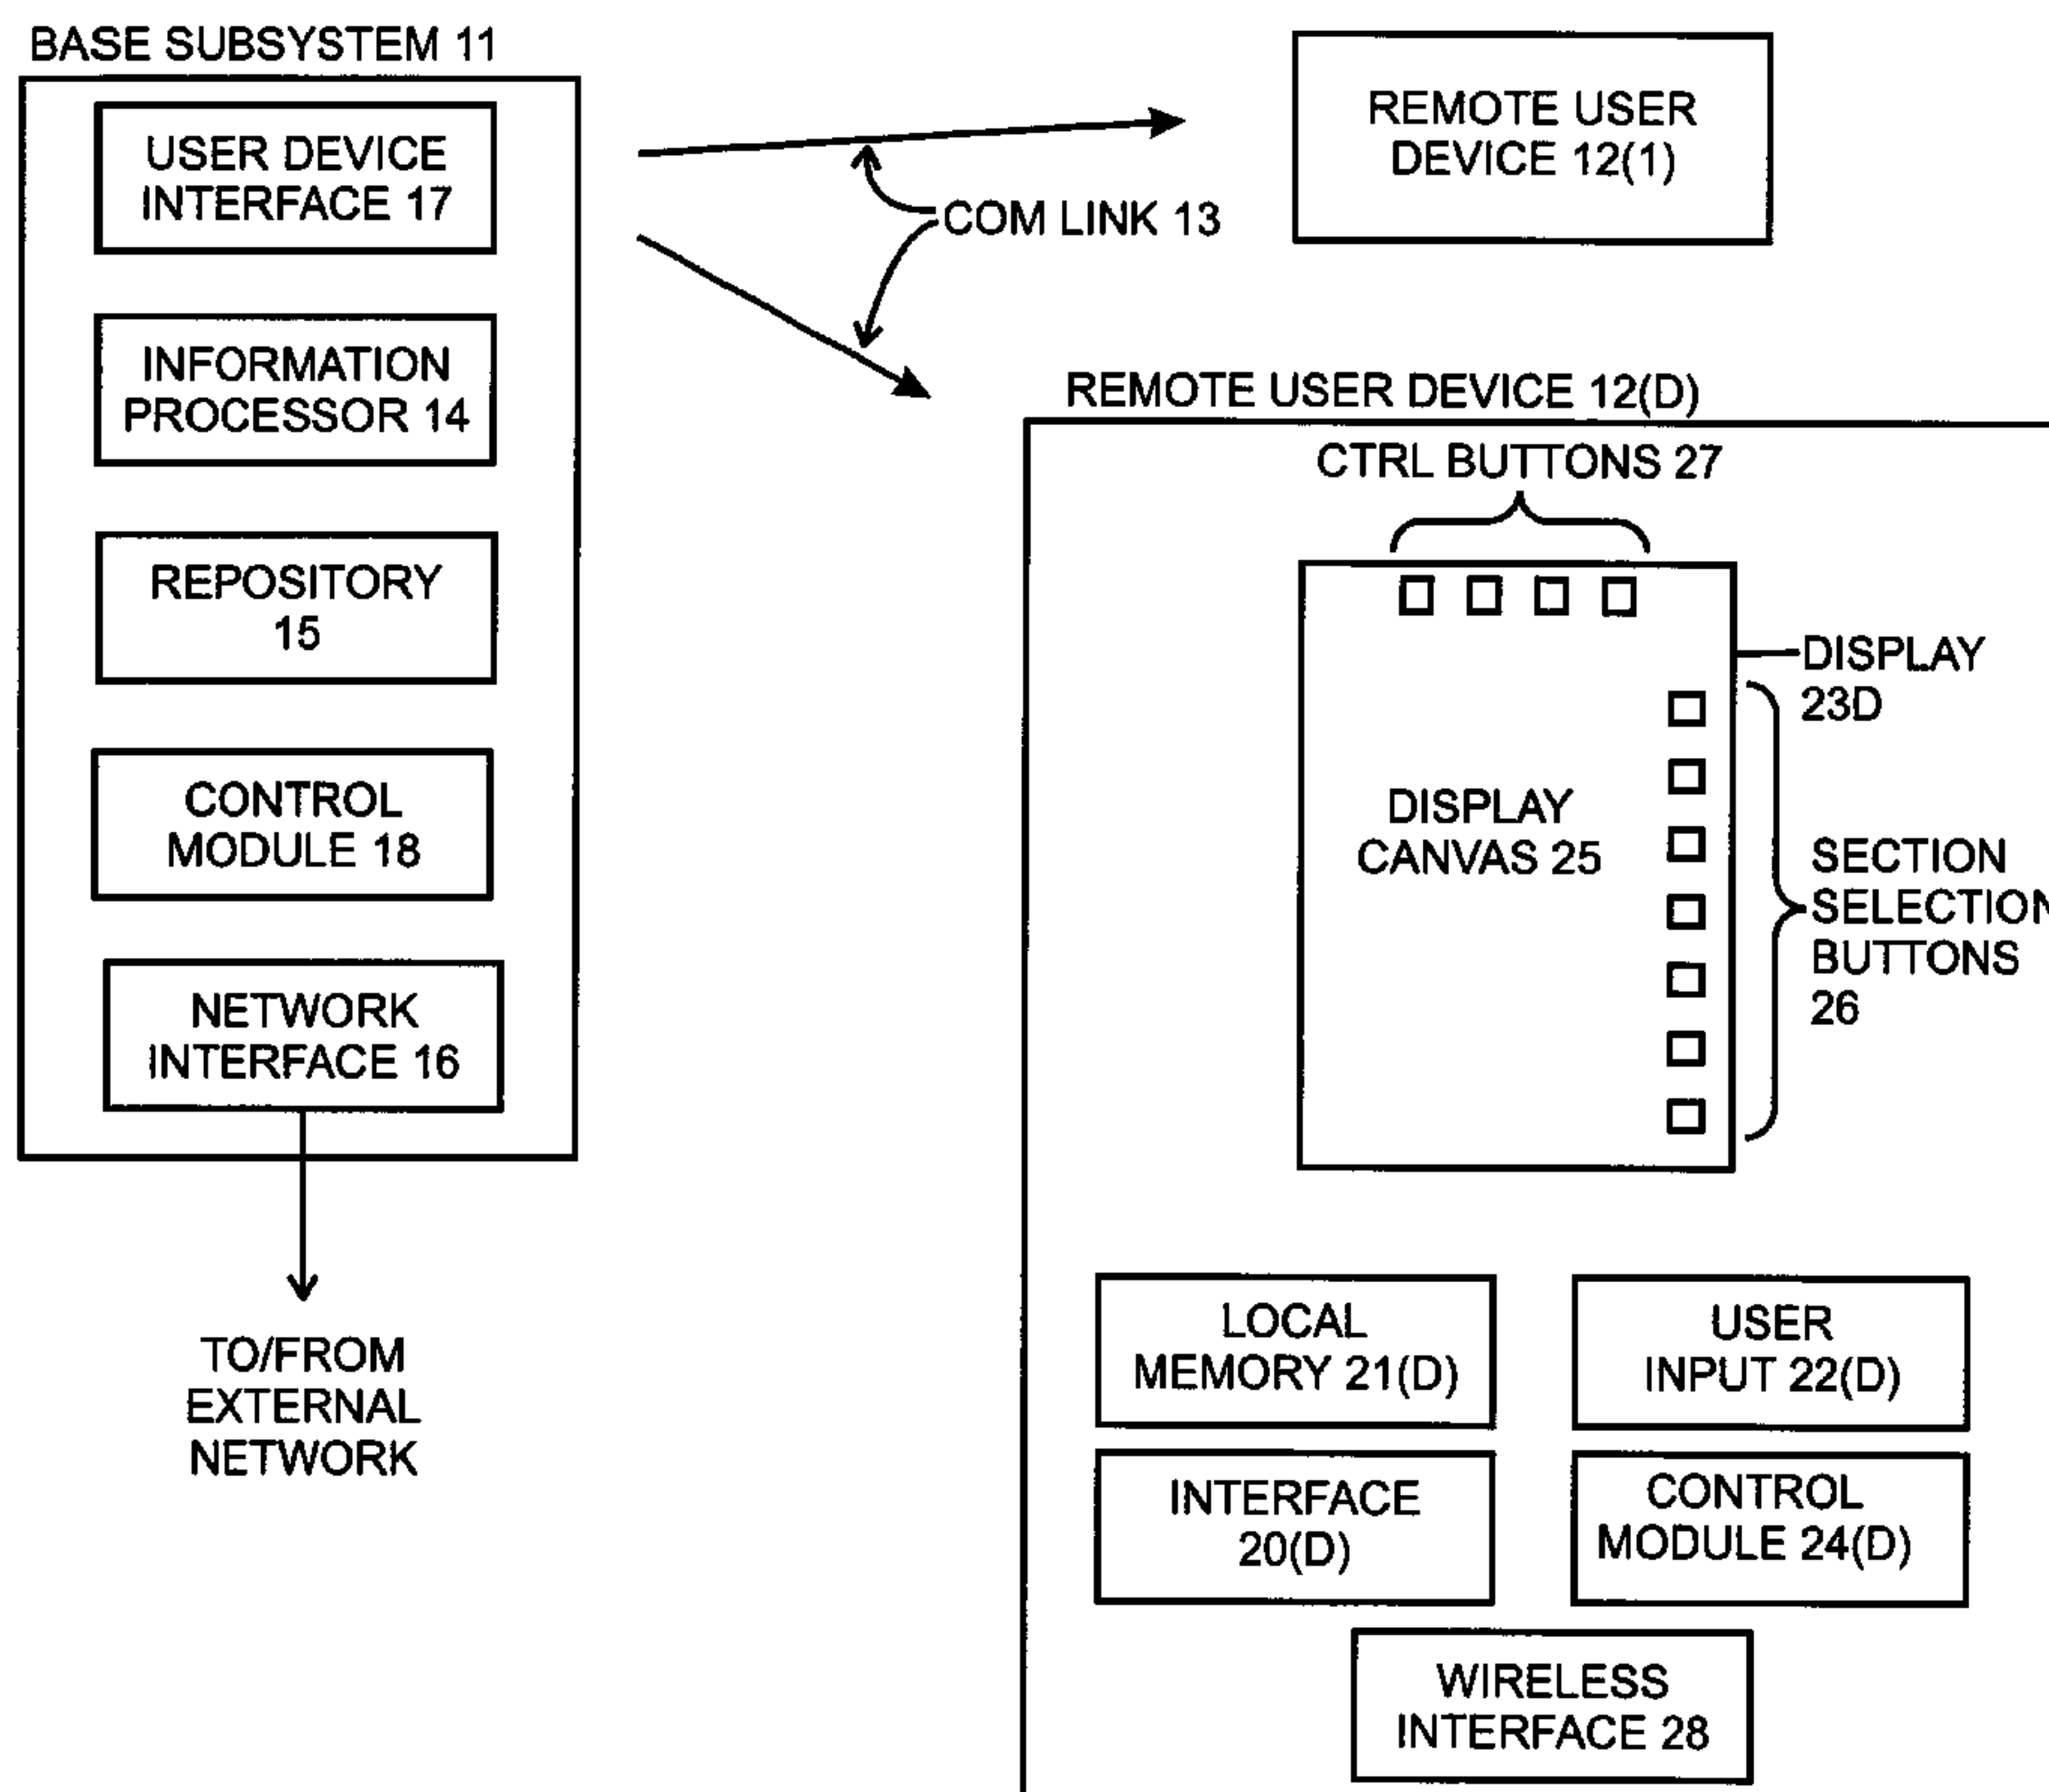 BASE SUBSYSTEM 11
USER DEVICE
INTERFACE 17
INFORMATION
PROCESSOR 14
REPOSITORY
15
CONTROL
MODULE 18
NETWORK
INTERFACE 16
TO/FROM
EXTERNAL
NETWORK
COM LINK 13
REMOTE USER
DEVICE 12(1)
REMOTE USER DEVICE 12(D)
CTRL BUTTONS 27
DISPLAY
23D
DISPLAY
CANVAS 25
SECTION
SELECTION
BUTTONS
26
LOCAL
MEMORY 21(D)
USER
INPUT 22(D)
INTERFACE
20(D)
CONTROL
MODULE 24(D)
WIRELESS
INTERFACE 28